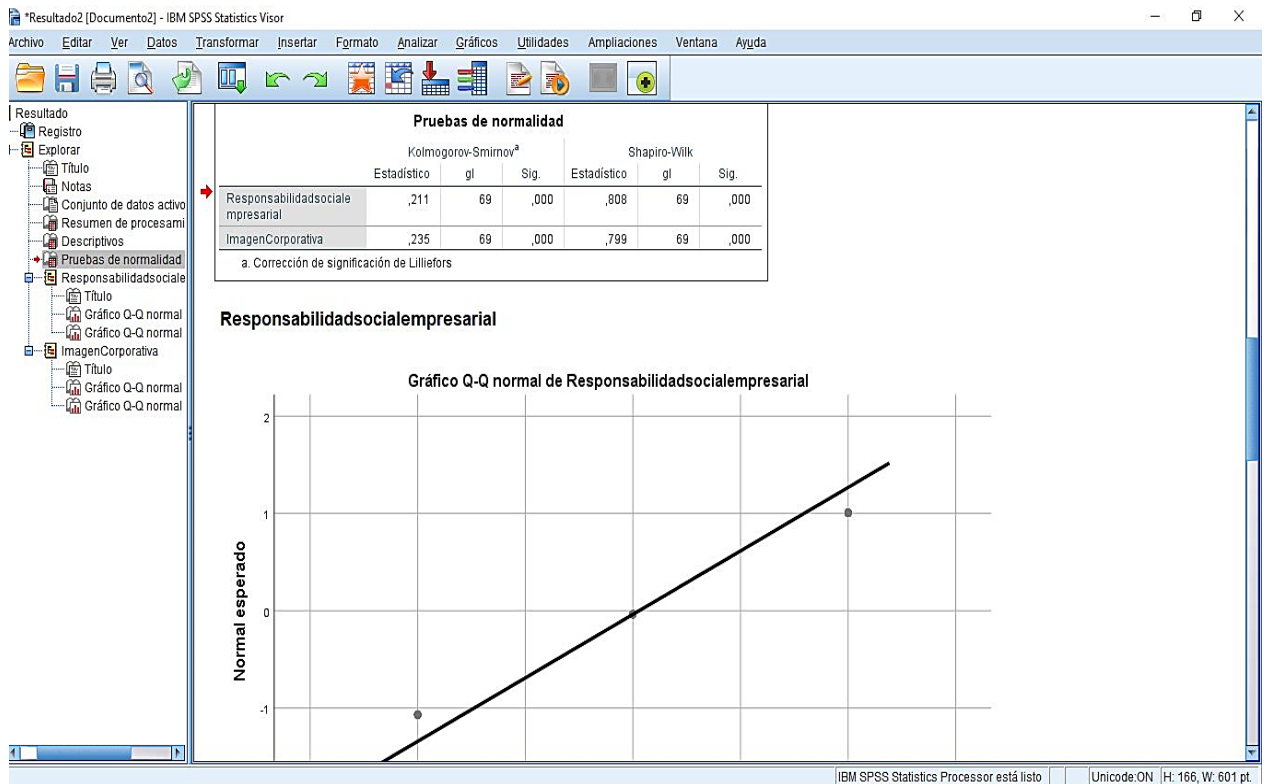 *Resultado2 [Documento2] - IBM SPSS Statistics Visor
Archivo Editar Ver Datos Transformar Insertar Formato Analizar Gráficos Utilidades Ampliaciones Ventana Ayuda
Resultado
Registro
Explorar
Título
Notas
Conjunto de datos activo
Resumen de procesami
Descriptivos
Pruebas de normalidad
Responsabilidadsociale
Título
Gráfico Q-Q normal
Gráfico Q-Q normal
ImagenCorporativa
Título
Gráfico Q-Q normal
Gráfico Q-Q normal
Pruebas de normalidad
Kolmogorov-Smirnov a Shapiro-Wilk
Estadístico gl Sig. Estadístico gl Sig.
Responsabilidadsociale
mpresarial ,211 69 ,000 ,808 69 ,000
ImagenCorporativa ,235 69 ,000 ,799 69 ,000
a. Corrección de significación de Lilliefors
Responsabilidadsocialempresarial
Gráfico Q-Q normal de Responsabilidadsocialempresarial
Normal esperado
2
1
0
-1
IBM SPSS Statistics Processor está listo Unicode:ON H: 166, W: 601 pt.